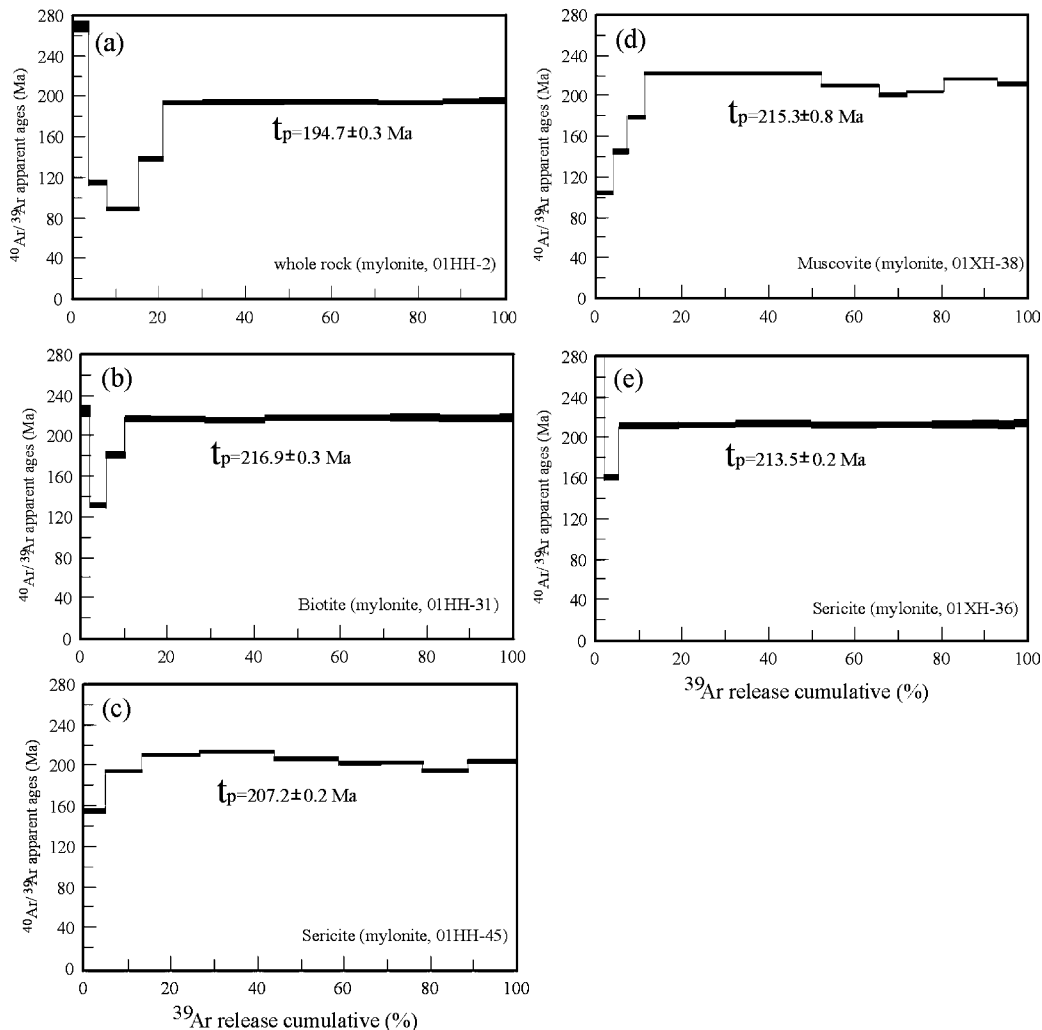 (a)
280
240
200
160
120
80
40
0
40Ar/39Ar apparent ages (Ma)
tp=194.7±0.3 Ma
whole rock (mylonite, 01HH-2)
0 20 40 60 80 100
(d)
280
240
200
160
120
80
40
0
40Ar/39Ar apparent ages (Ma)
tp=215.3±0.8 Ma
Muscovite (mylonite, 01XH-38)
0 20 40 60 80 100
(b)
280
240
200
160
120
80
40
0
40Ar/39Ar apparent ages (Ma)
tp=216.9±0.3 Ma
Biotite (mylonite, 01HH-31)
0 20 40 60 80 100
(e)
280
240
200
160
120
80
40
0
40Ar/39Ar apparent ages (Ma)
tp=213.5±0.2 Ma
Sericite (mylonite, 01XH-36)
0 20 40 60 80 100
39Ar release cumulative (%)
(c)
280
240
200
160
120
80
40
0
40Ar/39Ar apparent ages (Ma)
tp=207.2±0.2 Ma
Sericite (mylonite, 01HH-45)
0 20 40 60 80 100
39Ar release cumulative (%)